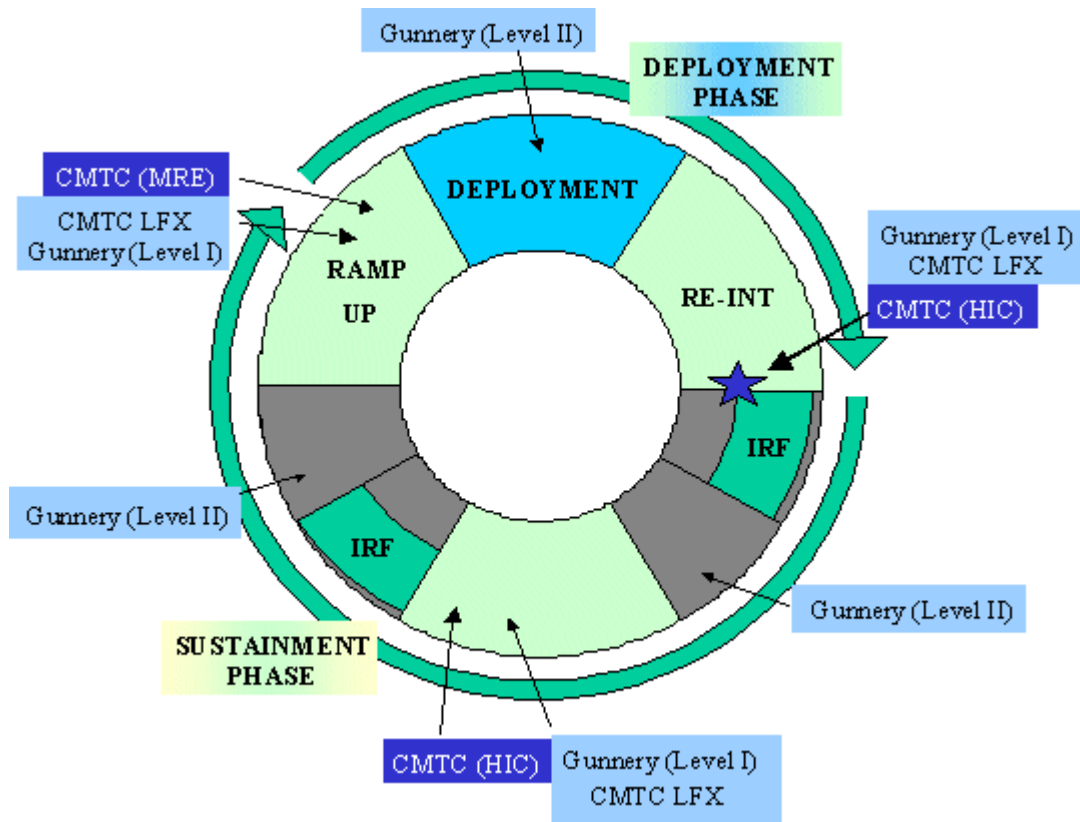 Gunnery (Level II)
DEPLOYMENT
PHASE
CMTC (MRE)
CMTC LFX
Gunnery (Level I)
DEPLOYMENT
RAMP
UP
RE-INT
Gunnery (Level I)
CMTC LFX
CMTC (HIC)
IRF
Gunnery (Level II)
IRF
Gunnery (Level II)
SUSTAINMENT
PHASE
CMTC (HIC)
Gunnery (Level I)
CMTC LFX